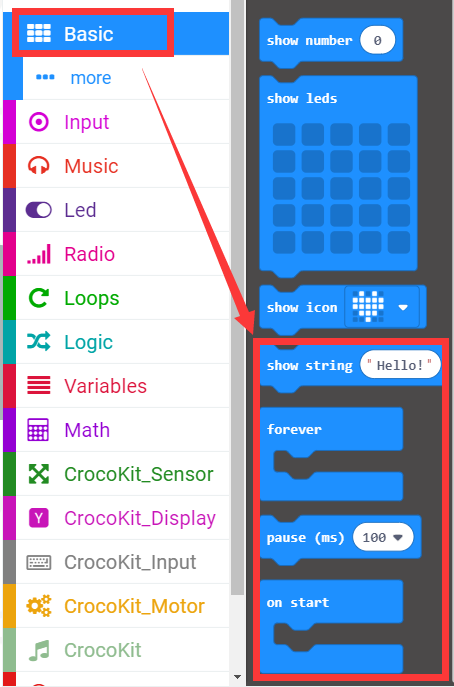 Basic
more
Input
Music
Led
Radio
Loops
Logic
Variables
Math
CrocoKit_Sensor
Y
CrocoKit_Display
CrocoKit_Input
CrocoKit_Motor
CrocoKit
show number 0
show leds
show icon
show string "Hello!"
forever
pause (ms) 100
on start